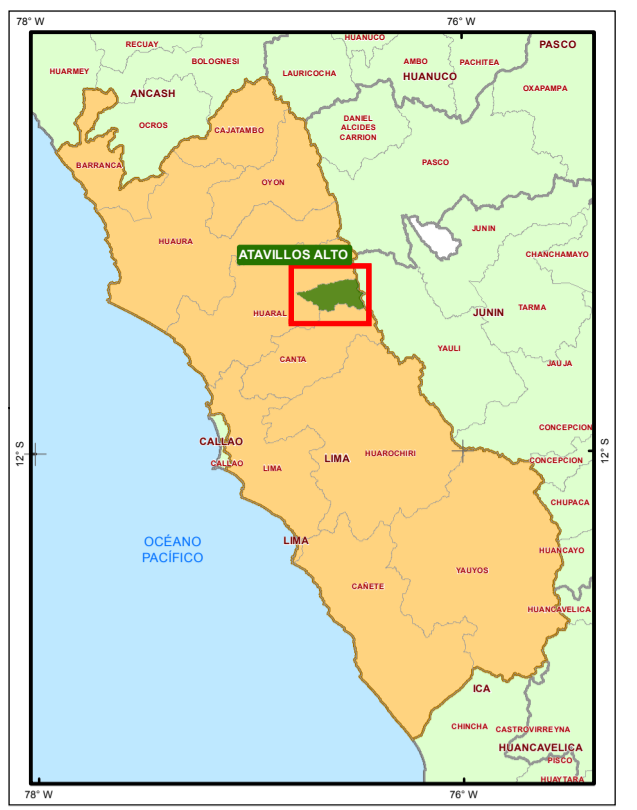 78° W
76° W
HUANUCO
RECUAY
PASCO
BOLOGNESI
AMBO
PACHITEA
HUARMEY
LAURICOCHA
HUANUCO
OXAPAMPA
ANCASH
DANIEL
ALCIDES
CARRION
OCROS
CAJATAMBO
PASCO
BARRANCA
OYON
JUNIN
HUAURA
ATAVILLOS ALTO
CHANCHAMAYO
TARMA
HUARAL
JUNIN
YAULI
CANTA
JAUJA
CONCEPCION
CALLAO
12° S
12° S
HUAROCHIRI
LIMA
CONCEPCION
CALLAO
LIMA
CHUPACA
OCÉANO
PACÍFICO
LIMA
HUANCAYO
YAUYOS
CAÑETE
HUANCAVELICA
ICA
CHINCHA
CASTROVIRREYNA
HUANCAVELICA
PISCO
HUAYTARA
78° W
76° W